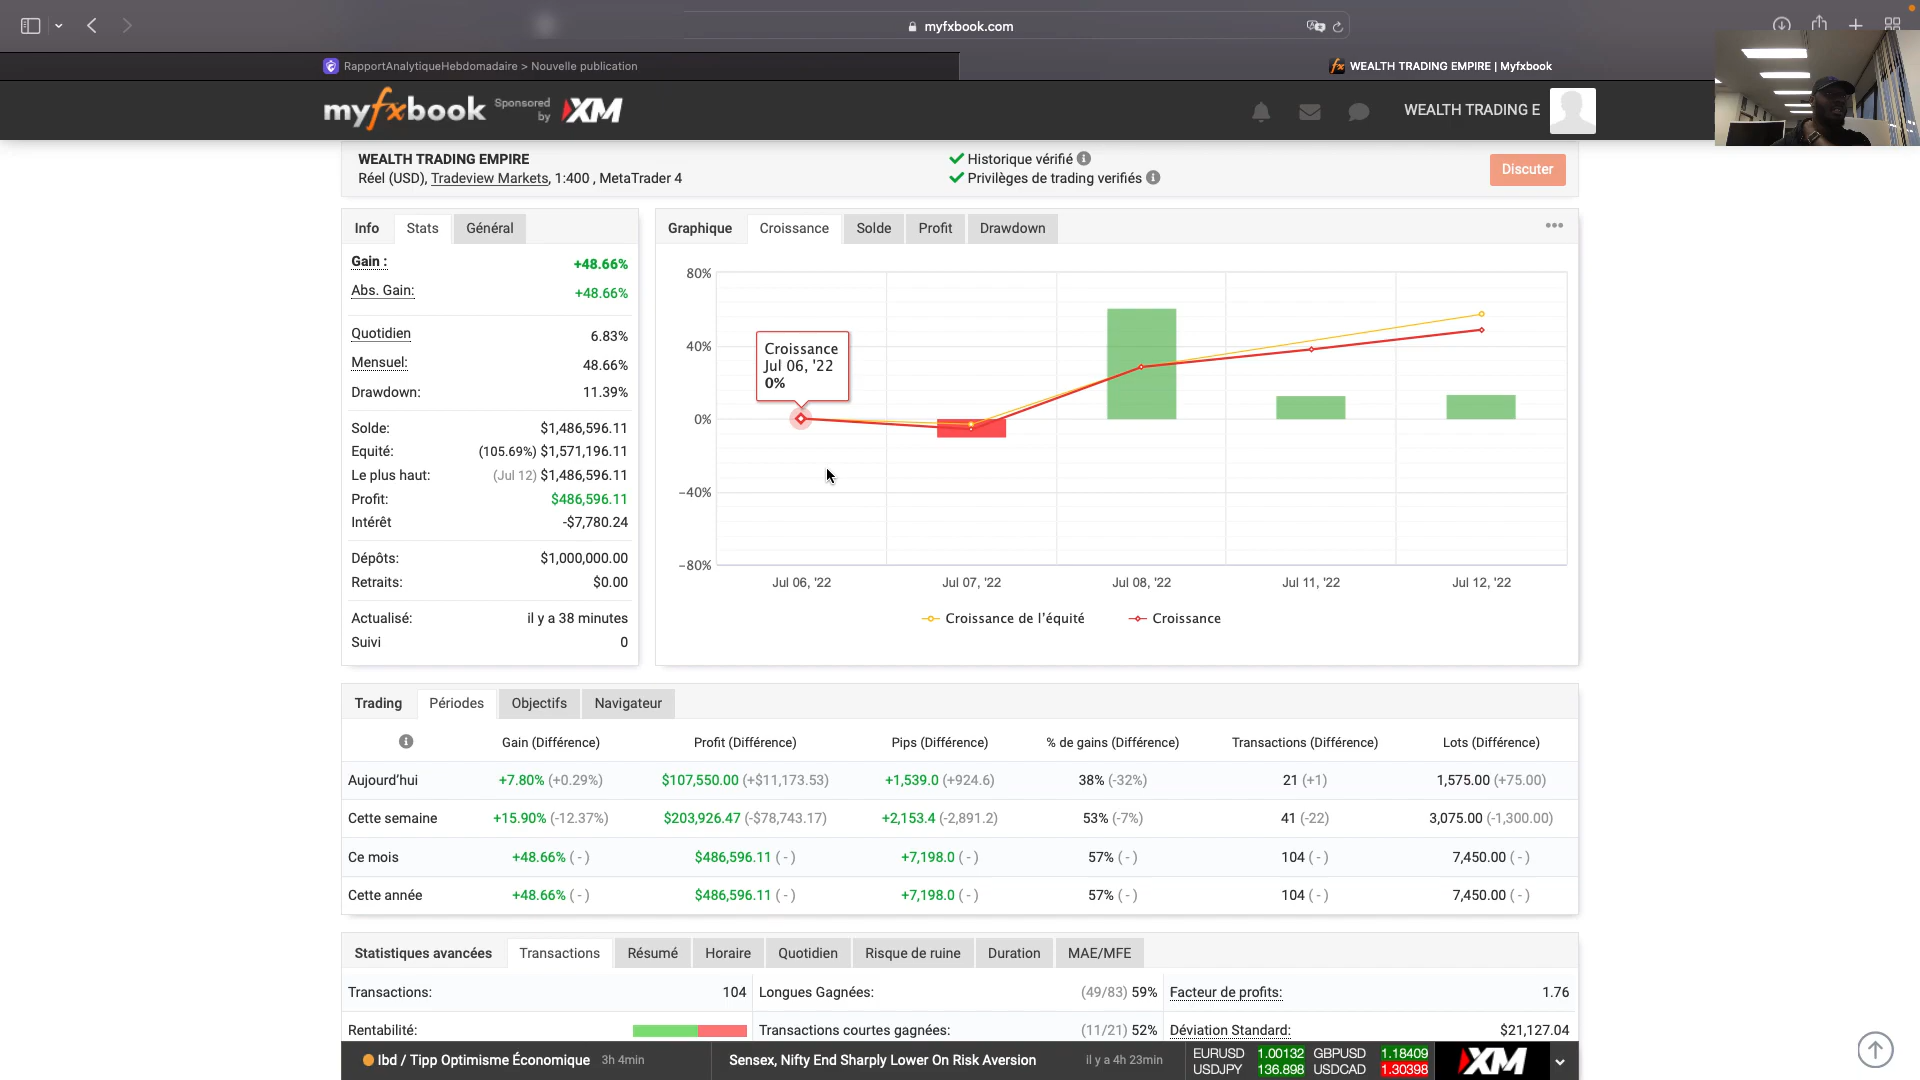 myfxbook.com
RapportAnalytiqueHebdomadaire > Nouvelle publication
WEALTH TRADING EMPIRE | Myfxbook
myfxbook Sponsored by XM
WEALTH TRADING E
WEALTH TRADING EMPIRE
Réel (USD), Tradeview Markets, 1:400 , MetaTrader 4
Historique vérifié
Privilèges de trading verifiés
Discuter
Info Stats Général
Gain : +48.66%
Abs. Gain: +48.66%
Quotidien 6.83%
Mensuel: 48.66%
Drawdown: 11.39%
Solde: $1,486,596.11
Equité: (105.69%) $1,571,196.11
Le plus haut: (Jul 12) $1,486,596.11
Profit: $486,596.11
Intérêt -$7,780.24
Dépôts: $1,000,000.00
Retraits: $0.00
Actualisé: il y a 38 minutes
Suivi 0
Graphique Croissance Solde Profit Drawdown
80%
40%
0%
-40%
-80%
Croissance
Jul 06, '22
0%
Jul 06, '22 Jul 07, '22 Jul 08, '22 Jul 11, '22 Jul 12, '22
Croissance de l'équité Croissance
Trading Périodes Objectifs Navigateur
Gain (Différence) Profit (Différence) Pips (Différence) % de gains (Différence) Transactions (Différence) Lots (Différence)
Aujourd'hui +7.80% (+0.29%) $107,550.00 (+$11,173.53) +1,539.0 (+924.6) 38% (-32%) 21 (+1) 1,575.00 (+75.00)
Cette semaine +15.90% (-12.37%) $203,926.47 (-$78,743.17) +2,153.4 (-2,891.2) 53% (-7%) 41 (-22) 3,075.00 (-1,300.00)
Ce mois +48.66% ( - ) $486,596.11 ( - ) +7,198.0 ( - ) 57% ( - ) 104 ( - ) 7,450.00 ( - )
Cette année +48.66% ( - ) $486,596.11 ( - ) +7,198.0 ( - ) 57% ( - ) 104 ( - ) 7,450.00 ( - )
Statistiques avancées Transactions Résumé Horaire Quotidien Risque de ruine Duration MAE/MFE
Transactions: 104 Longues Gagnées: (49/83) 59% Facteur de profits: 1.76
Rentabilité: Transactions courtes gagnées: (11/21) 52% Déviation Standard: $21,127.04
Ibd / Tipp Optimisme Économique 3h 4min Sensex, Nifty End Sharply Lower On Risk Aversion il y a 4h 23min
EURUSD 1.00132 GBPUSD 1.18409
USDJPY 136.898 USDCAD 1.30398
XM